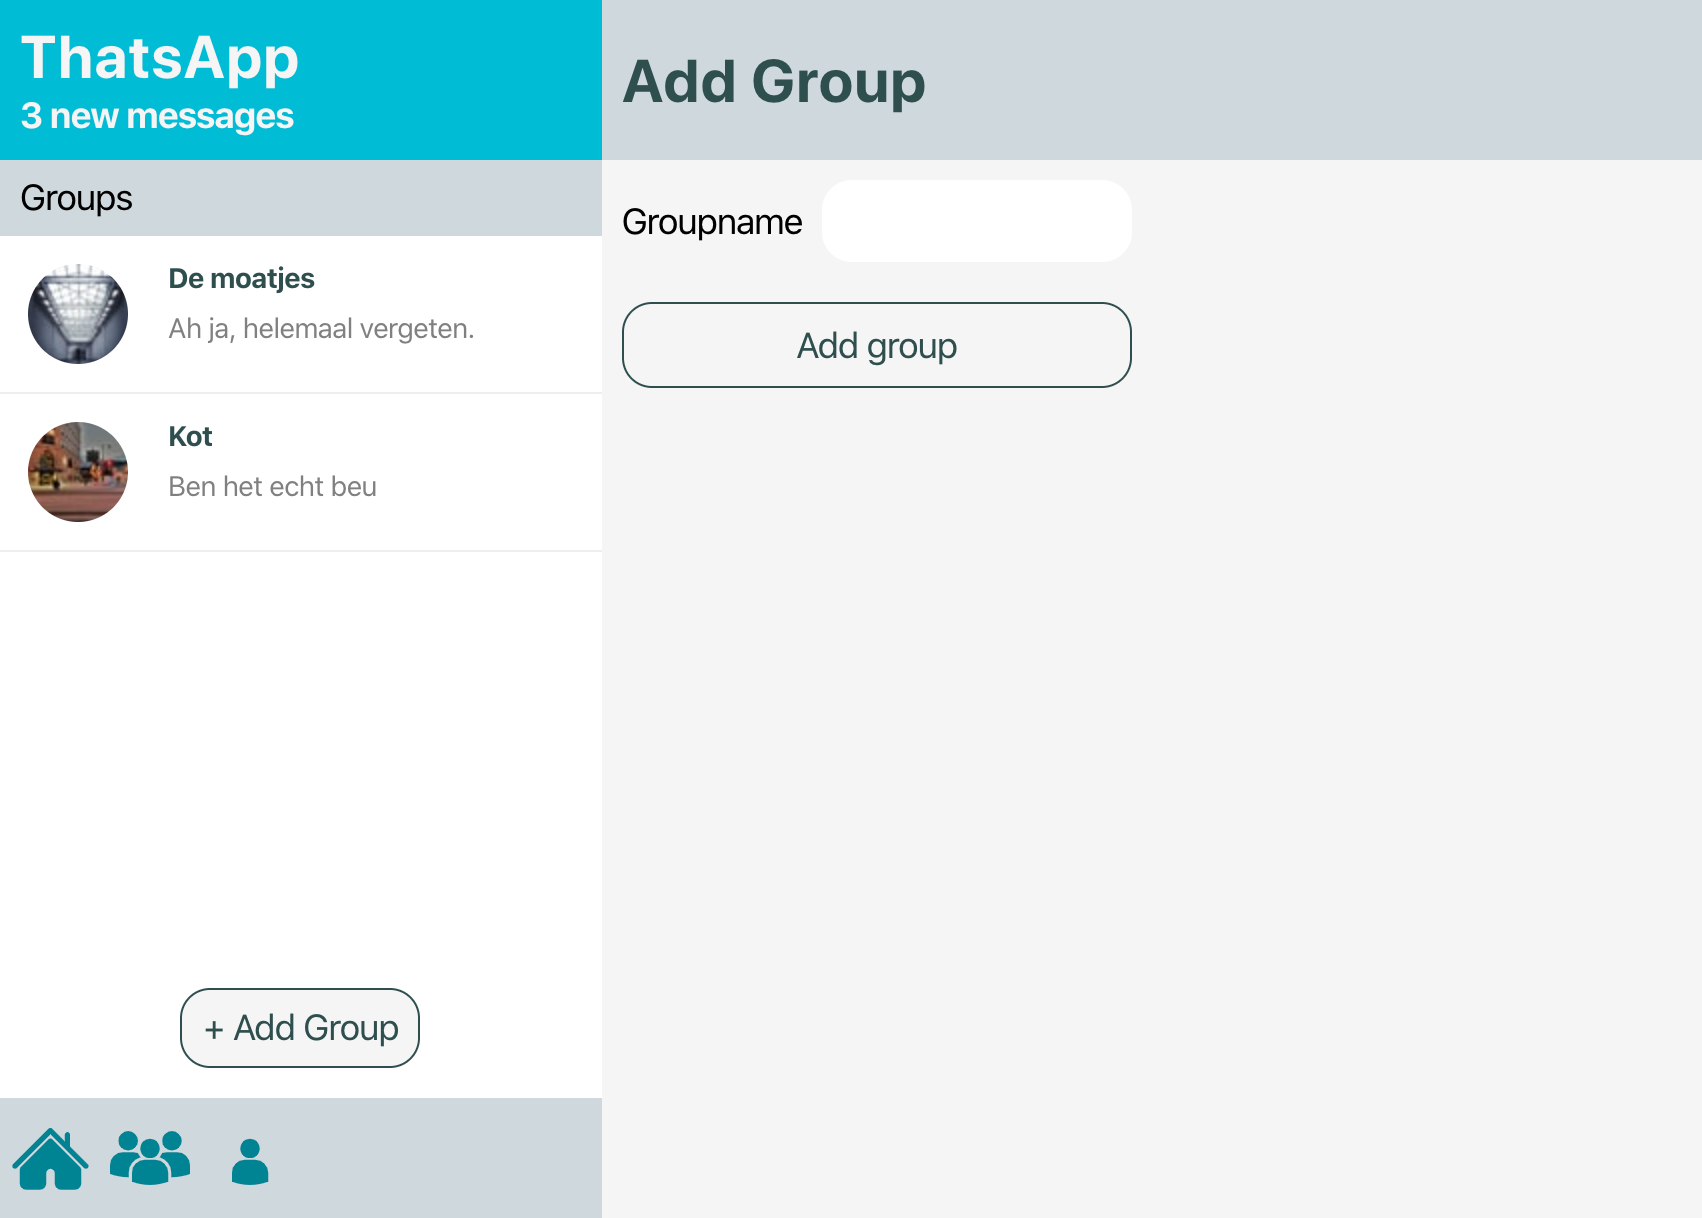 ThatsApp
3 new messages
Groups
De moatjes
Ah ja, helemaal vergeten.
Kot
Ben het echt beu
+ Add Group
Add Group
Groupname
Add group